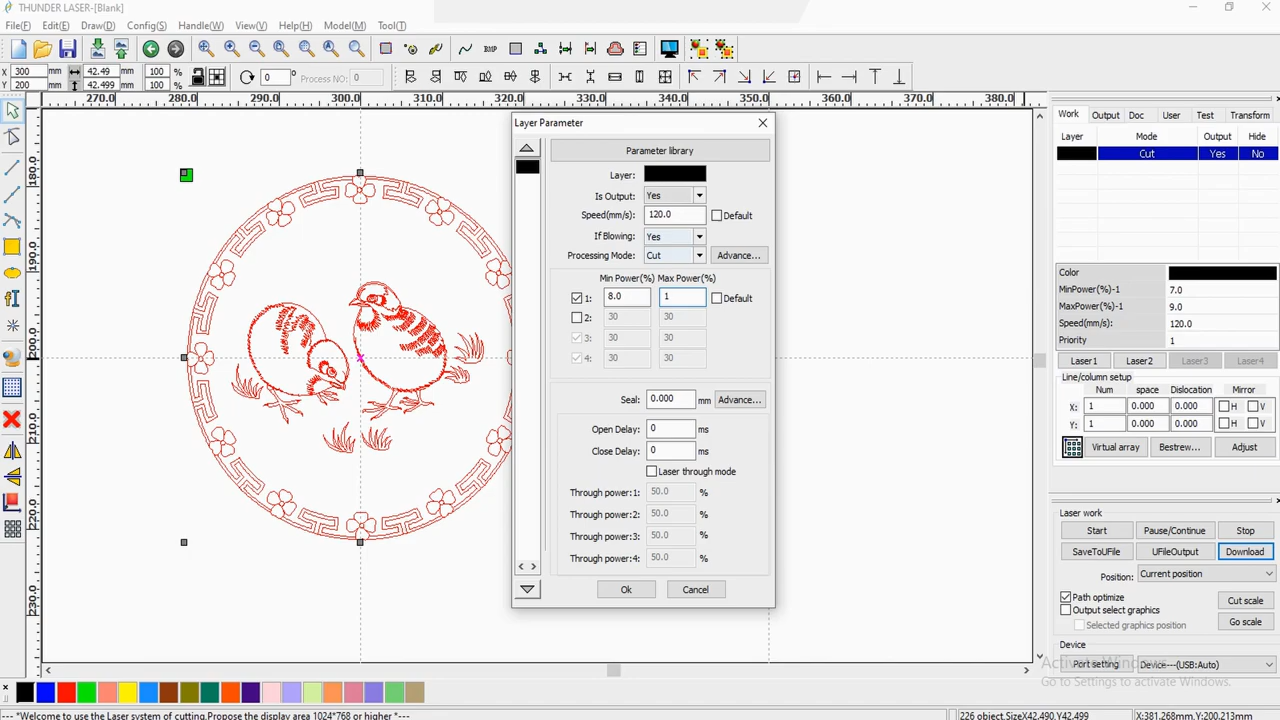 THUNDER LASER-[Blank]
File(F) Edit(E) Draw(D) Config(S) Handle(W) View(V) Help(H) Model(M) Tool(T)
X 300 mm 42.49 mm 100 % 0 ° Process NO: 0
Y 200 mm 42.499 mm 100 %
BMP
270.0 280.0 290.0 300.0 310.0 320.0 330.0 340.0 350.0 360.0 370.0 380.0
180.0
190.0
200.0
210.0
220.0
230.0
Layer Parameter
Parameter library
Layer:
Is Output: Yes
Speed(mm/s): 120.0 Default
If Blowing: Yes
Processing Mode: Cut Advance...
Min Power(%) Max Power(%)
1: 8.0 1 Default
2: 30 30
3: 30 30
4: 30 30
Seal: 0.000 mm Advance...
Open Delay: 0 ms
Close Delay: 0 ms
Laser through mode
Through power:1: 50.0 %
Through power:2: 50.0 %
Through power:3: 50.0 %
Through power:4: 50.0 %
Ok Cancel
Work Output Doc User Test Transform
Layer Mode Output Hide
Cut Yes No
Color
MinPower(%)-1 7.0
MaxPower(%)-1 9.0
Speed(mm/s) 120.0
Priority 1
Layer1 Layer2 Layer3 Layer4
Line/column setup
Num space Dislocation Mirror
X: 1 0.000 0.000 H V
Y: 1 0.000 0.000 H V
Virtual array Bestrew... Adjust
Laser work
Start Pause/Continue Stop
SaveToUFile UFileOutput Download
Position: Current position
Path optimize Cut scale
Output select graphics
Selected graphics position Go scale
Device
Port setting Device---(USB:Auto)
Activate Windows
Go to Settings to activate Windows.
--- *Welcome to use the Laser system of cutting.Propose the display area 1024*768 or higher *---
226 object.SizeX42.490,Y42.499 X:381.268mm,Y:200.213mm